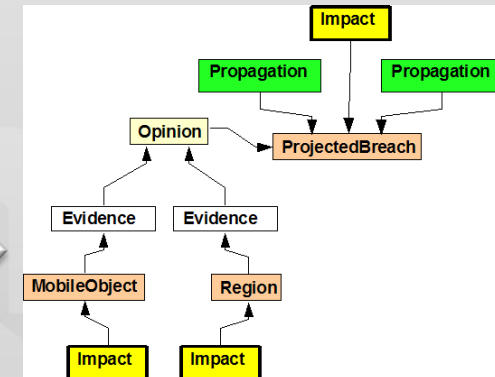 Impact
Propagation
Propagation
Opinion
ProjectedBreach
Evidence
Evidence
MobileObject
Region
Impact
Impact